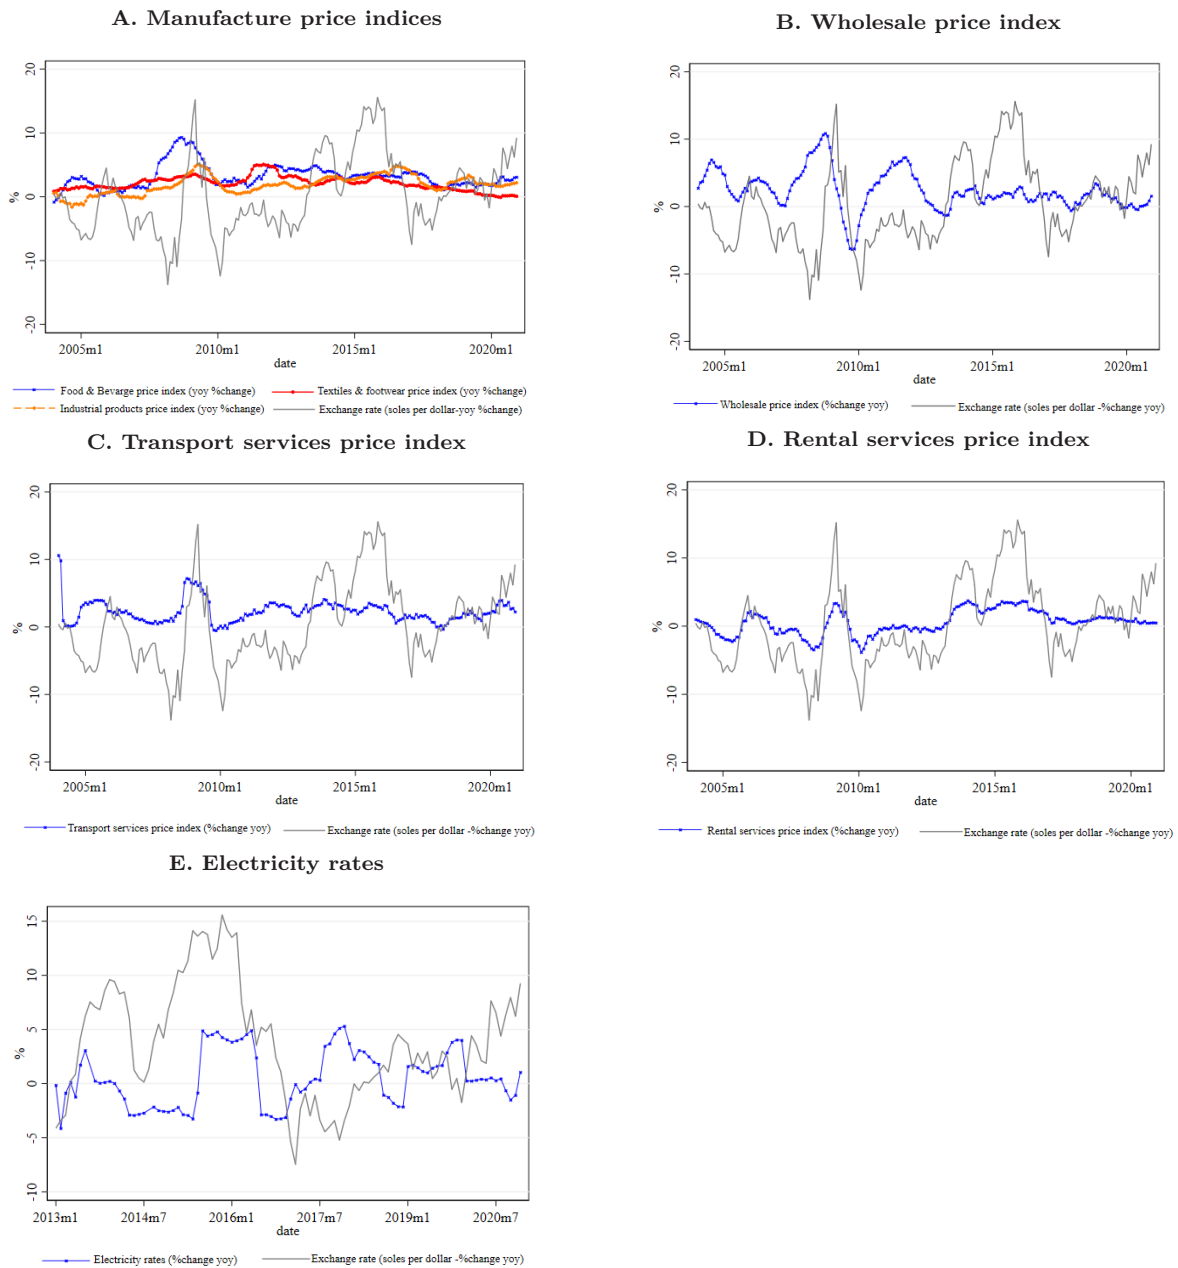 A. Manufacture price indices
20
10
0
-10
-20
%
2005m1 2010m1 2015m1 2020m1
date
Food & Bevarge price index (yoy %change) Textiles & footwear price index (yoy %change)
Industrial products price index (yoy %change) Exchange rate (soles per dollar-yoy %change)
B. Wholesale price index
20
10
0
-10
-20
%
2005m1 2010m1 2015m1 2020m1
date
Wholesale price index (%change yoy) Exchange rate (soles per dollar -%change yoy)
C. Transport services price index
20
10
0
-10
-20
%
2005m1 2010m1 2015m1 2020m1
date
Transport services price index (%change yoy) Exchange rate (soles per dollar -%change yoy)
D. Rental services price index
20
10
0
-10
-20
%
2005m1 2010m1 2015m1 2020m1
date
Rental services price index (%change yoy) Exchange rate (soles per dollar -%change yoy)
E. Electricity rates
15
10
5
0
-5
-10
%
2013m1 2014m7 2016m1 2017m7 2019m1 2020m7
date
Electricity rates (%change yoy) Exchange rate (soles per dollar -%change yoy)